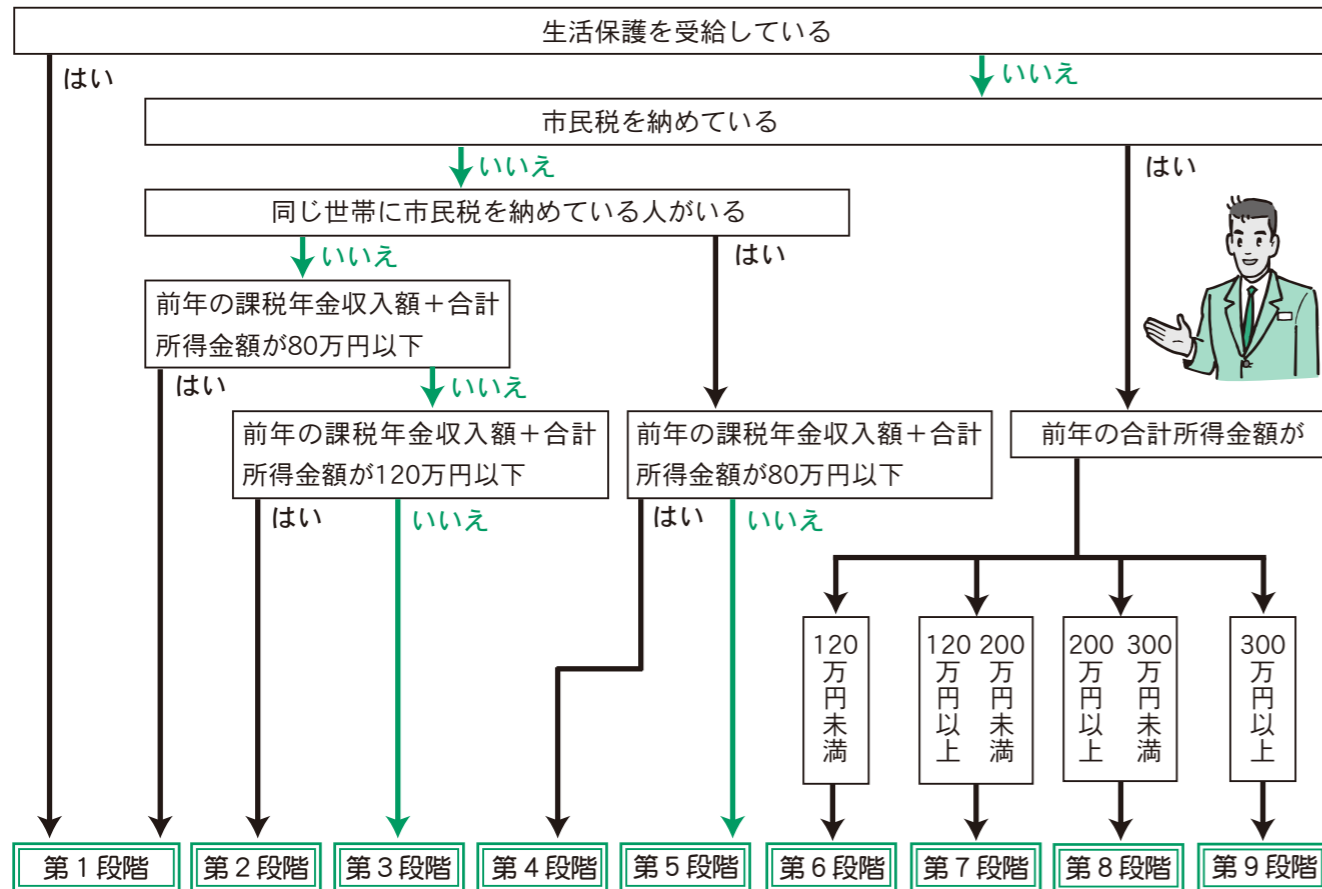 生活保護を受給している
はい
いいえ
市民税を納めている
いいえ
はい
同じ世帯に市民税を納めている人がいる
いいえ
はい
前年の課税年金収入額＋合計
所得金額が80万円以下
はい
いいえ
前年の課税年金収入額＋合計
所得金額が120万円以下
前年の課税年金収入額＋合計
所得金額が80万円以下
前年の合計所得金額が
はい
いいえ
はい
いいえ
120万円未満
120万円以上
200万円未満
200万円以上
300万円未満
300万円以上
第１段階
第２段階
第３段階
第４段階
第５段階
第６段階
第７段階
第８段階
第９段階